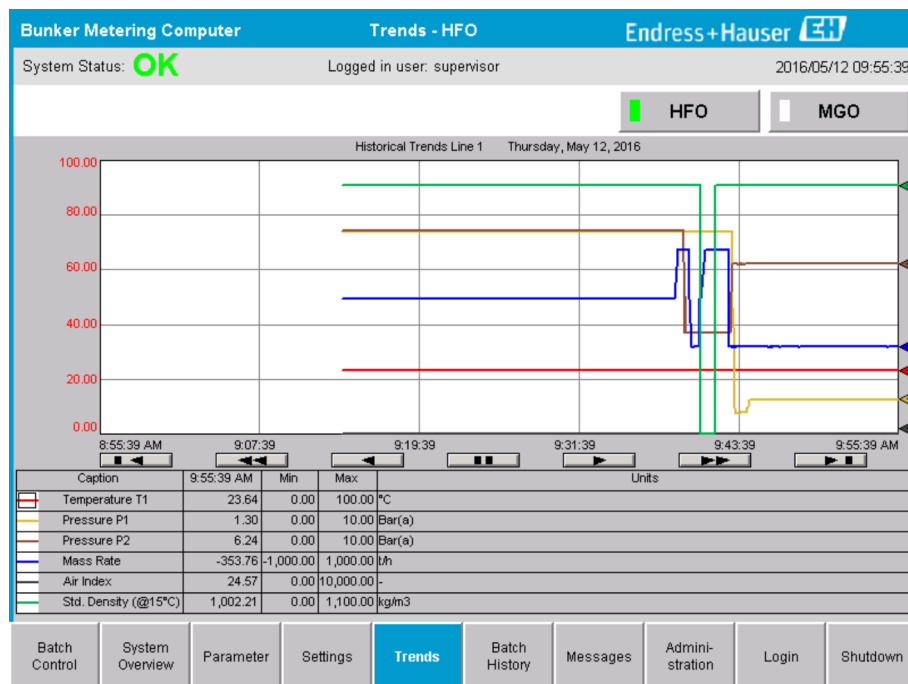 Bunker Metering Computer Trends - HFO Endress+Hauser EH
System Status: OK Logged in user: supervisor 2016/05/12 09:55:39
HFO MGO
Historical Trends Line 1 Thursday, May 12, 2016
100.00
80.00
60.00
40.00
20.00
0.00
8:55:39 AM 9:07:39 9:19:39 9:31:39 9:43:39 9:55:39 AM
Caption 9:55:39 AM Min Max Units
Temperature T1 23.64 0.00 100.00 °C
Pressure P1 1.30 0.00 10.00 Bar(a)
Pressure P2 6.24 0.00 10.00 Bar(a)
Mass Rate -353.76 -1,000.00 1,000.00 t/h
Air Index 24.57 0.00 10,000.00 -
Std. Density (@15°C) 1,002.21 0.00 1,100.00 kg/m3
Batch Control System Overview Parameter Settings Trends Batch History Messages Admini- stration Login Shutdown